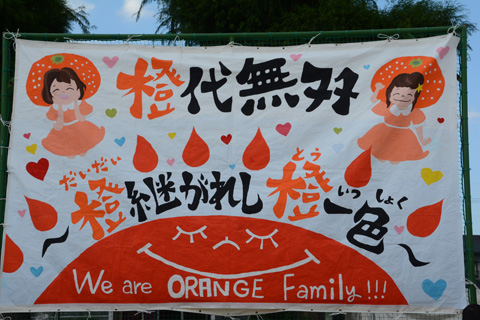 橙代無双
だいだい とう いっしょく
橙継がれし橙一色
We are ORANGE Family!!!